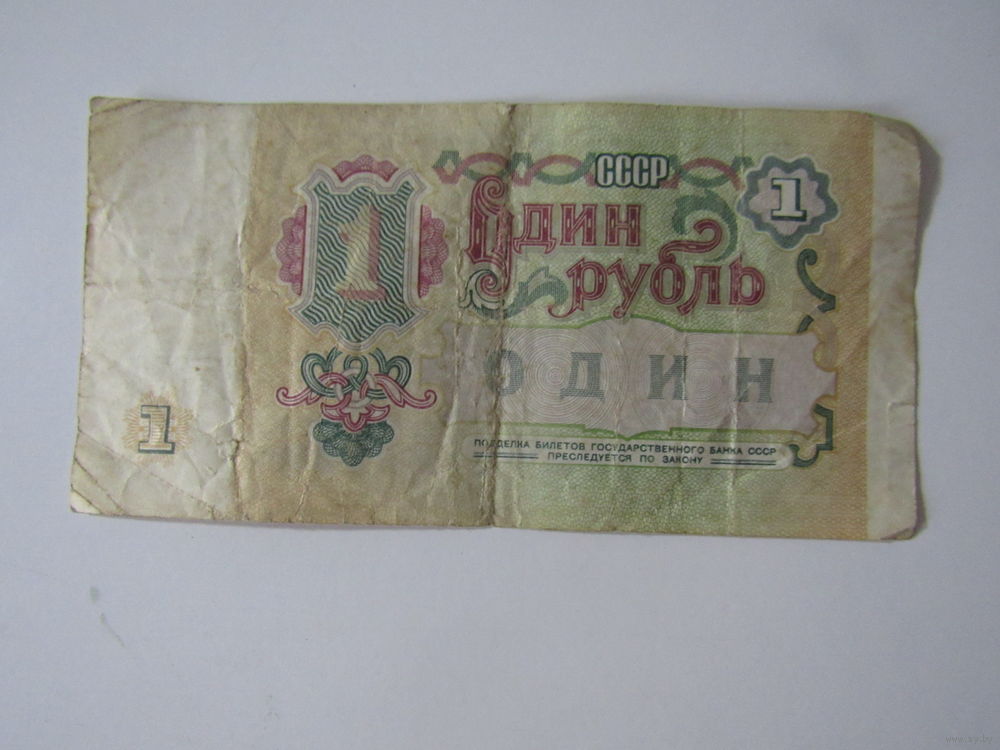 СССР
1
1
Один
рубль
ОДИН
1
ПОДДЕЛКА БИЛЕТОВ ГОСУДАРСТВЕННОГО БАНКА СССР
ПРЕСЛЕДУЕТСЯ ПО ЗАКОНУ